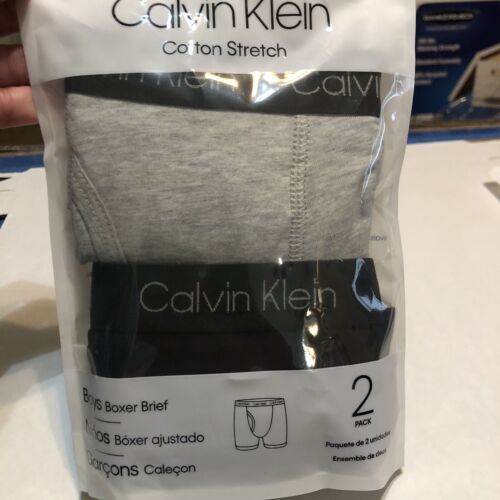 Calvin Klein
Cotton Stretch
Klein Calvi
Calvin Klein
Boys Boxer Brief
Niños Bóxer ajustado
Garçons Caleçon
2
PACK
Paquete de 2 unidades
Ensemble de deux